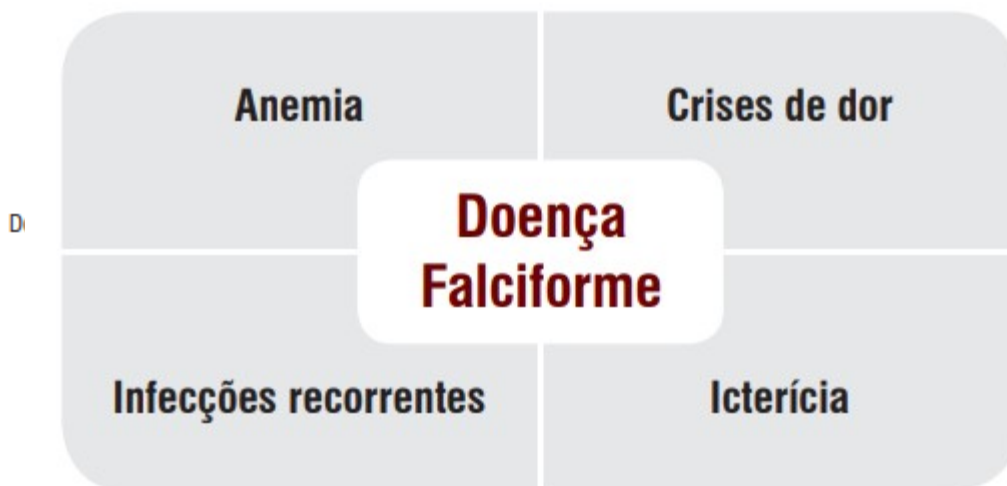 Anemia
Crises de dor
Doença
Falciforme
Infecções recorrentes
Icterícia